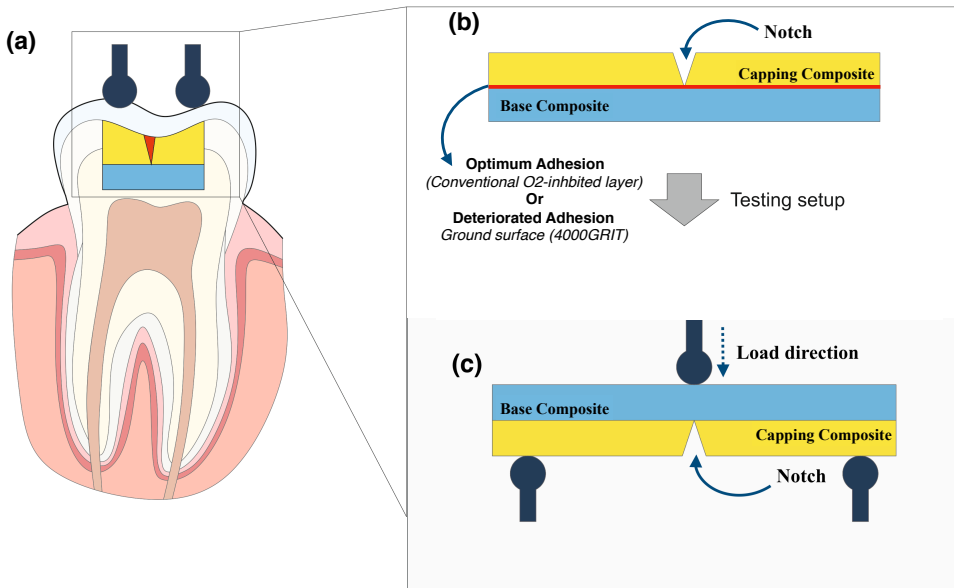 (a)
(b)
Notch
Capping Composite
Base Composite
Optimum Adhesion
(Conventional O2-inhbited layer)
Or
Deteriorated Adhesion
Ground surface (4000GRIT)
Testing setup
(c)
Load direction
Base Composite
Capping Composite
Notch